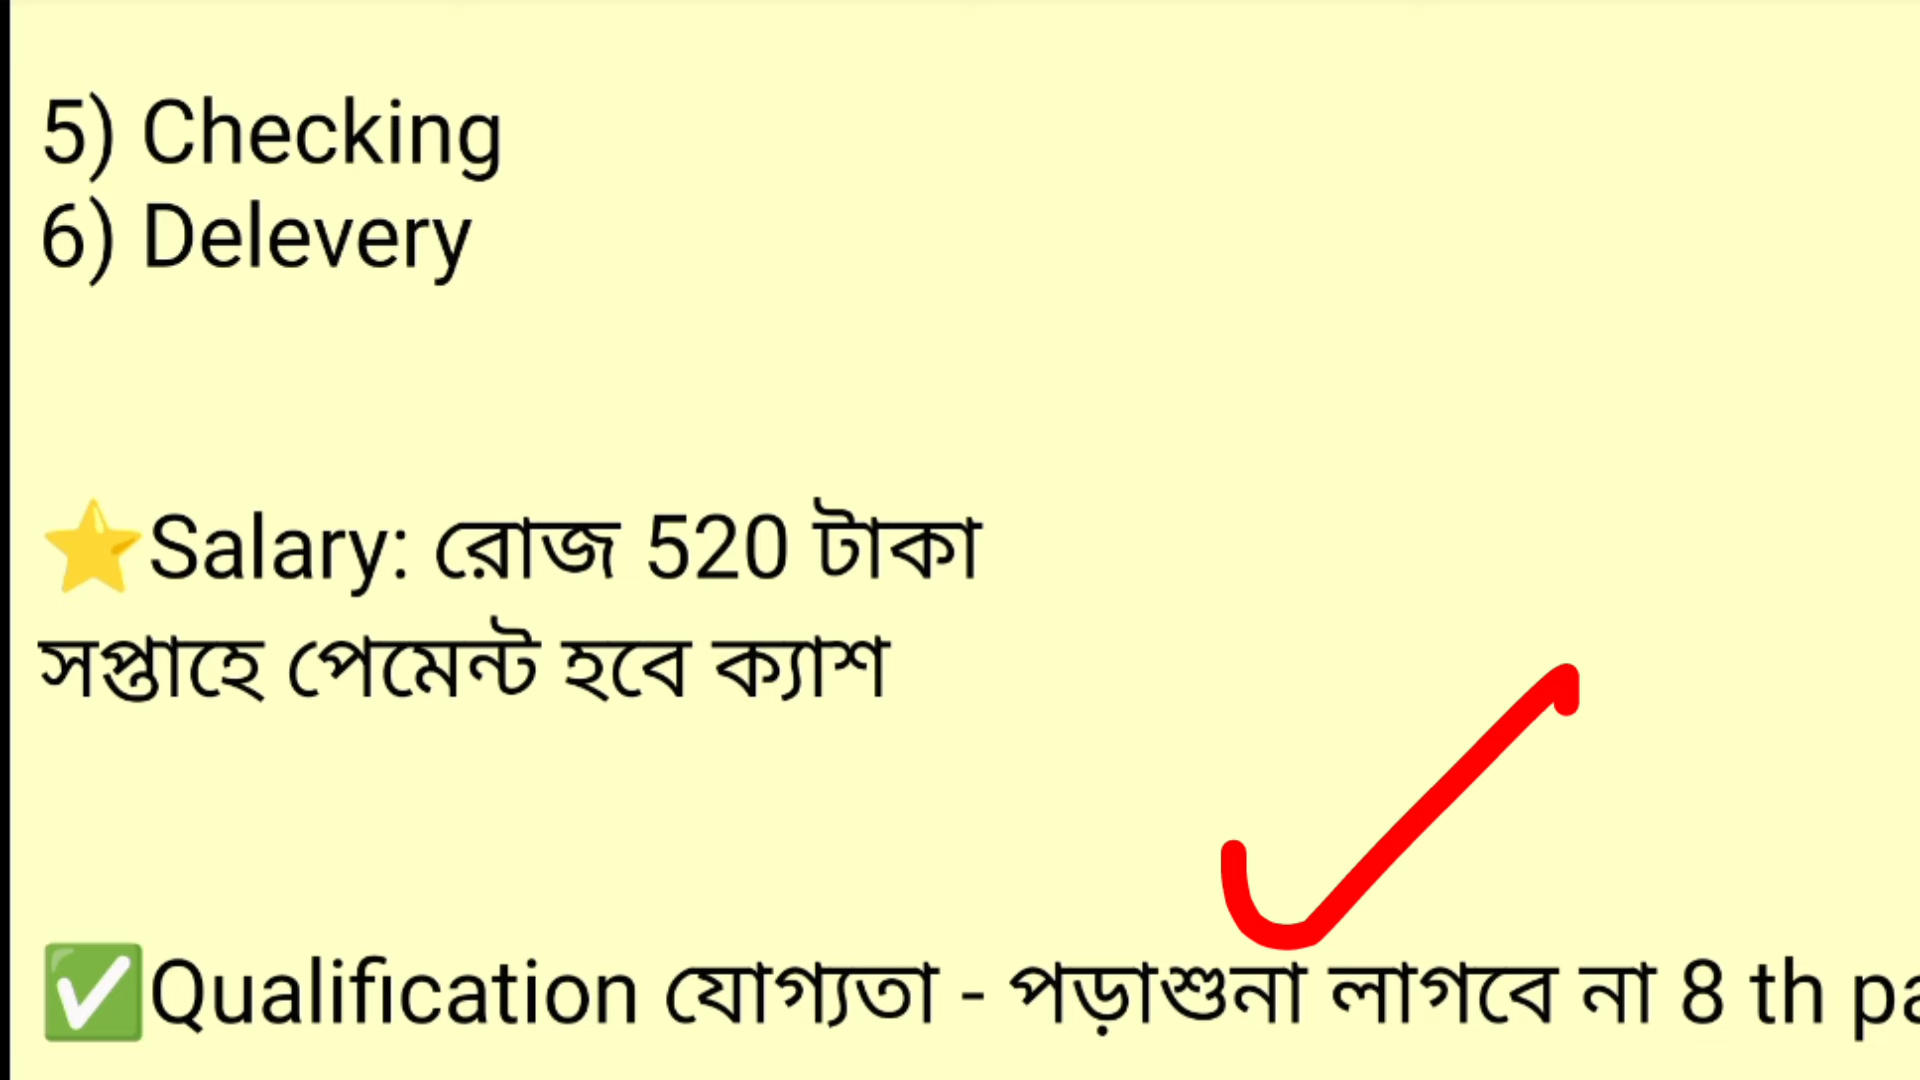 5) Checking
6) Delevery
⭐Salary: রোজ 520 টাকা
সপ্তাহে পেমেন্ট হবে ক্যাশ
✅Qualification যোগ্যতা - পড়াশুনা লাগবে না 8 th